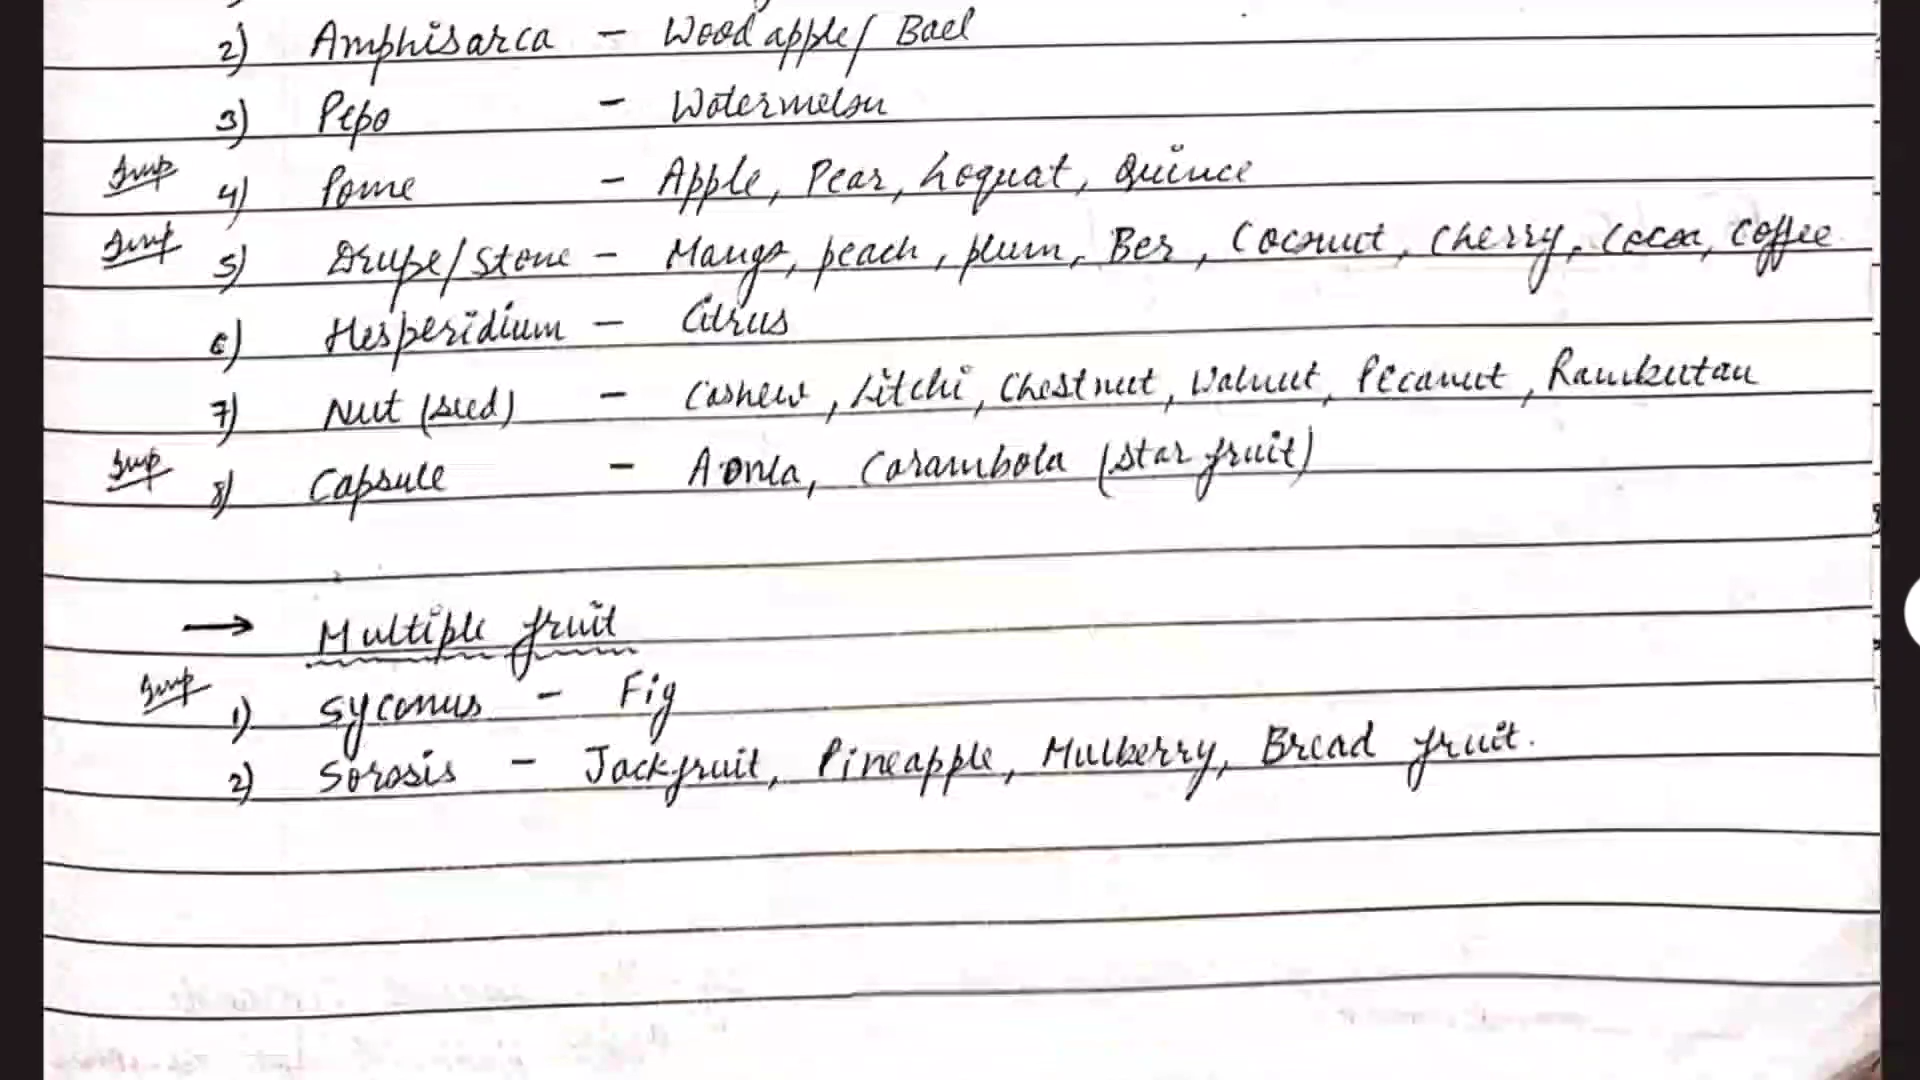 2) Amphisarca - Wood apple/ Bael
3) Pepo - Watermelon
Imp 4) Pome - Apple, Pear, Loquat, Quince
Imp 5) Drupe/stone - Mango, peach, plum, Ber, Coconut, Cherry, Cocoa, Coffee
6) Hesperidium - Citrus
7) Nut (seed) - Cashew, Litchi, Chestnut, Walnut, Pecanut, Rambutan
Imp 8) Capsule - Aonla, Carambola (star fruit)
→ Multiple fruit
Imp 1) Syconus - Fig
2) Sorosis - Jackfruit, Pineapple, Mulberry, Bread fruit.